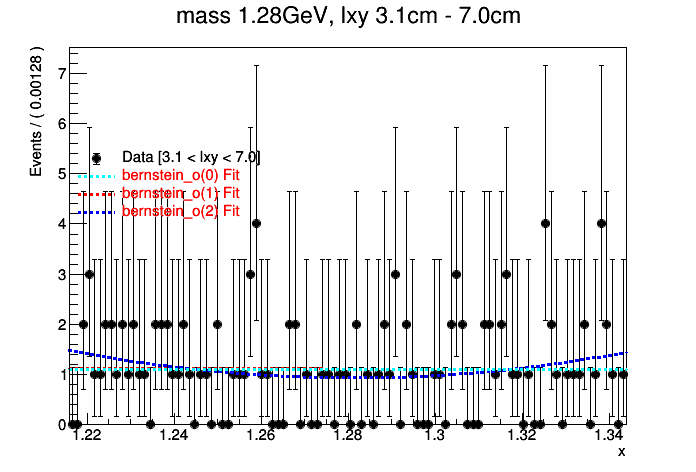 mass 1.28GeV, lxy 3.1cm - 7.0cm
Events / ( 0.00128 )
7
6
5
4
3
2
1
0
Data [3.1 < lxy < 7.0]
bernstein_o(0) Fit
bernstein_o(1) Fit
bernstein_o(2) Fit
1.22 1.24 1.26 1.28 1.3 1.32 1.34
x